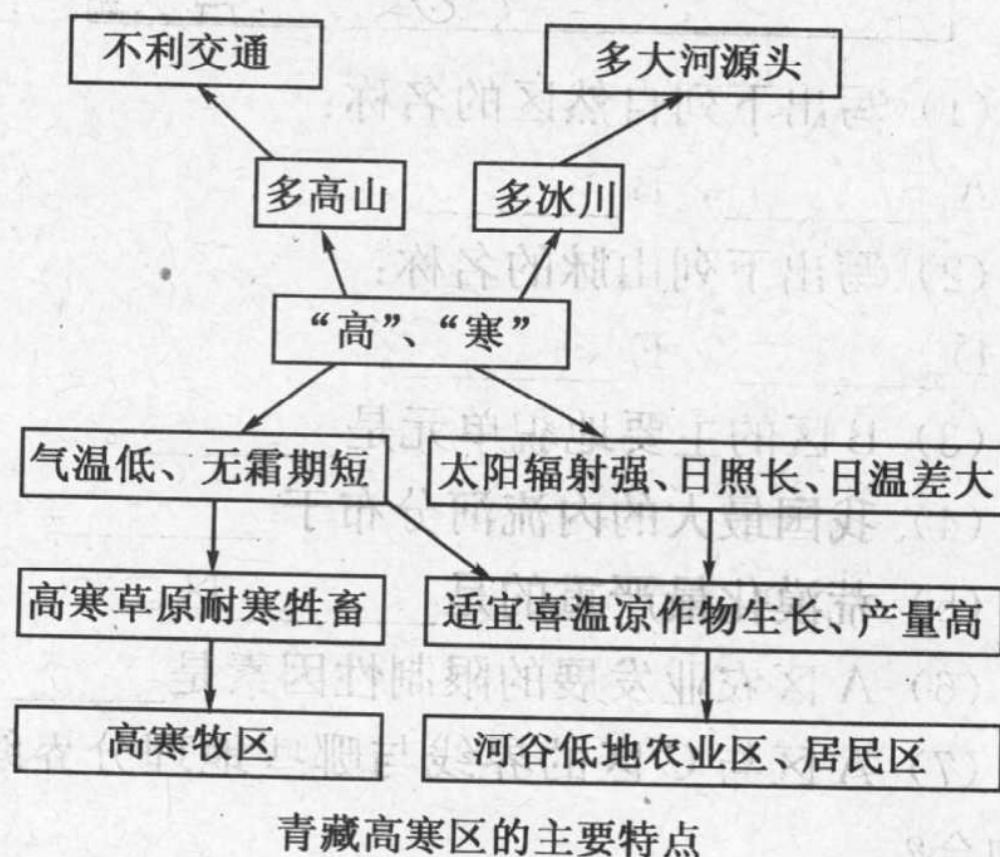 不利交通
多大河源头
多高山
多冰川
“高”、“寒”
气温低、无霜期短
太阳辐射强、日照长、日温差大
高寒草原耐寒牲畜
适宜喜温凉作物生长、产量高
高寒牧区
河谷低地农业区、居民区
青藏高寒区的主要特点